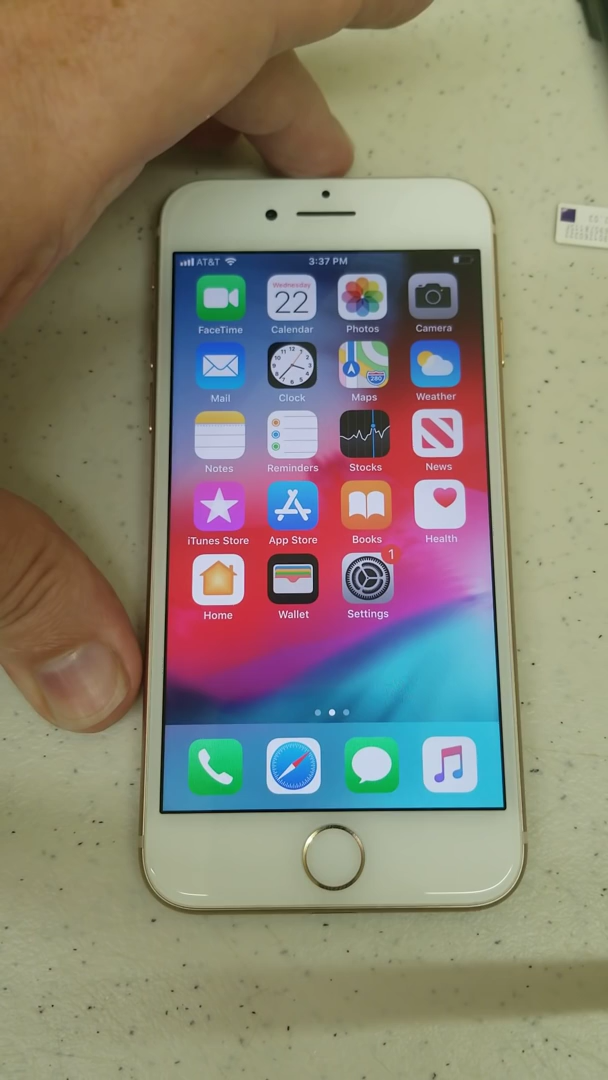 AT&T 3:37 PM
Wednesday
22
FaceTime Calendar Photos Camera
12
280
Mail Clock Maps Weather
Notes Reminders Stocks News
iTunes Store App Store Books Health
1
Home Wallet Settings